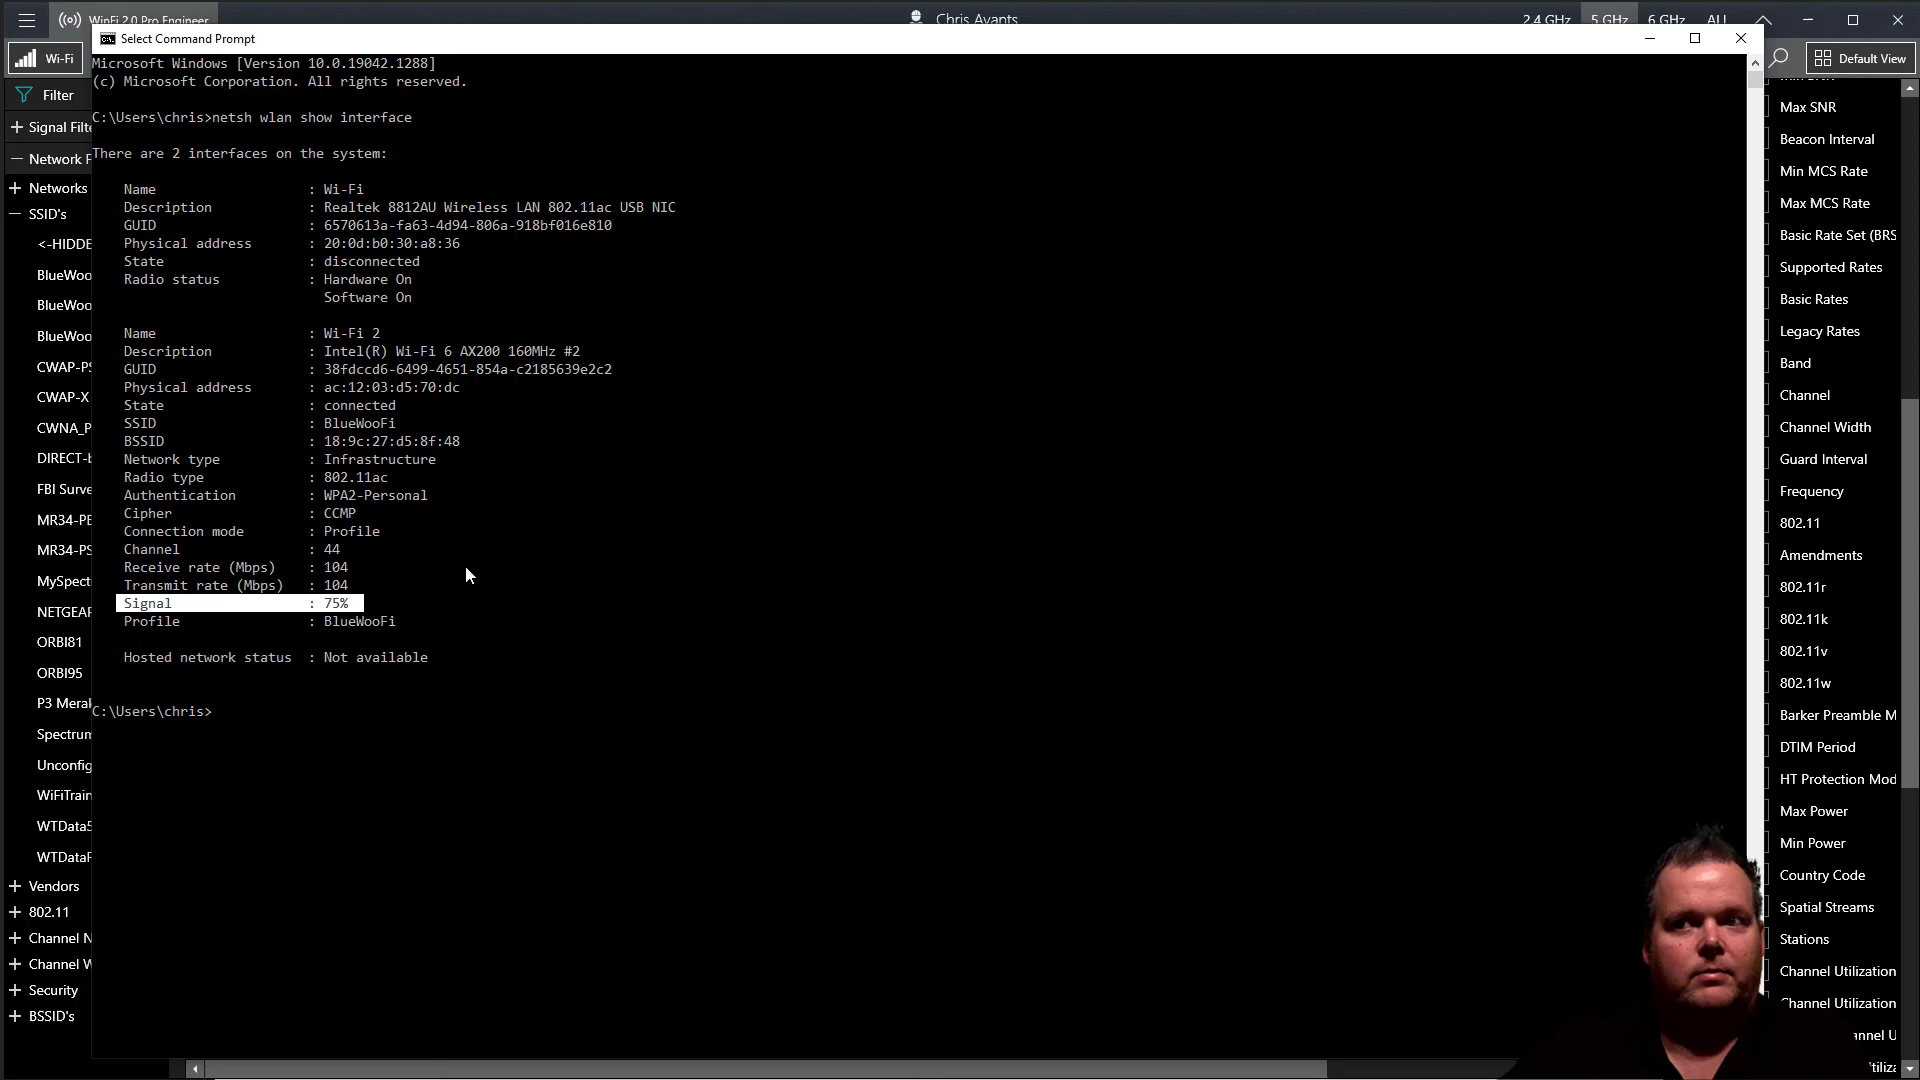 WinFi 2.0 Pro Engineer
Chris Avants
2.4 GHz
5 GHz
6 GHz
ALL
Select Command Prompt
Wi-Fi
Default View
Microsoft Windows [Version 10.0.19042.1288]
(c) Microsoft Corporation. All rights reserved.
C:\Users\chris>netsh wlan show interface
There are 2 interfaces on the system:
Name : Wi-Fi
Description : Realtek 8812AU Wireless LAN 802.11ac USB NIC
GUID : 6570613a-fa63-4d94-806a-918bf016e810
Physical address : 20:0d:b0:30:a8:36
State : disconnected
Radio status : Hardware On
Software On
Name : Wi-Fi 2
Description : Intel(R) Wi-Fi 6 AX200 160MHz #2
GUID : 38fdccd6-6499-4651-854a-c2185639e2c2
Physical address : ac:12:03:d5:70:dc
State : connected
SSID : BlueWooFi
BSSID : 18:9c:27:d5:8f:48
Network type : Infrastructure
Radio type : 802.11ac
Authentication : WPA2-Personal
Cipher : CCMP
Connection mode : Profile
Channel : 44
Receive rate (Mbps) : 104
Transmit rate (Mbps) : 104
Signal : 75%
Profile : BlueWooFi
Hosted network status : Not available
C:\Users\chris>
Filter
Signal Filte
Network F
Networks
SSID's
<-HIDDE
BlueWoo
BlueWoo
BlueWoo
CWAP-PS
CWAP-X
CWNA_P
DIRECT-b
FBI Surve
MR34-PE
MR34-PS
MySpect
NETGEAR
ORBI81
ORBI95
P3 Meral
Spectrum
Unconfig
WiFiTrain
WTData5
WTDataF
Vendors
802.11
Channel N
Channel W
Security
BSSID's
Max SNR
Beacon Interval
Min MCS Rate
Max MCS Rate
Basic Rate Set (BRS
Supported Rates
Basic Rates
Legacy Rates
Band
Channel
Channel Width
Guard Interval
Frequency
802.11
Amendments
802.11r
802.11k
802.11v
802.11w
Barker Preamble M
DTIM Period
HT Protection Mod
Max Power
Min Power
Country Code
Spatial Streams
Stations
Channel Utilization
Channel Utilization
annel U